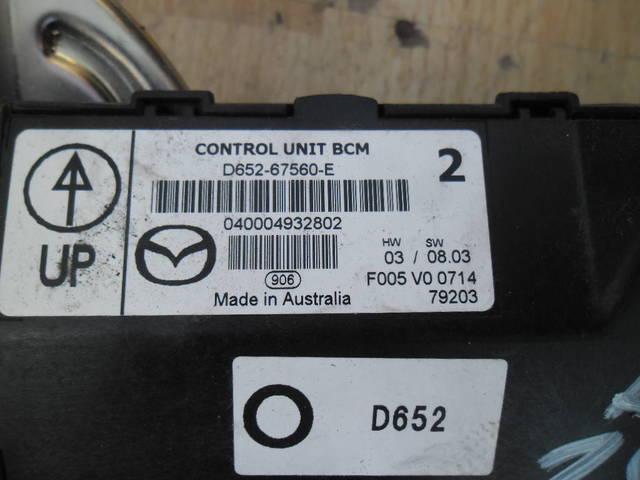 CONTROL UNIT BCM
D652-67560-E
2
040004932802
UP
HW SW
03 / 08.03
906
F005 V0 0714
Made in Australia
79203
D652